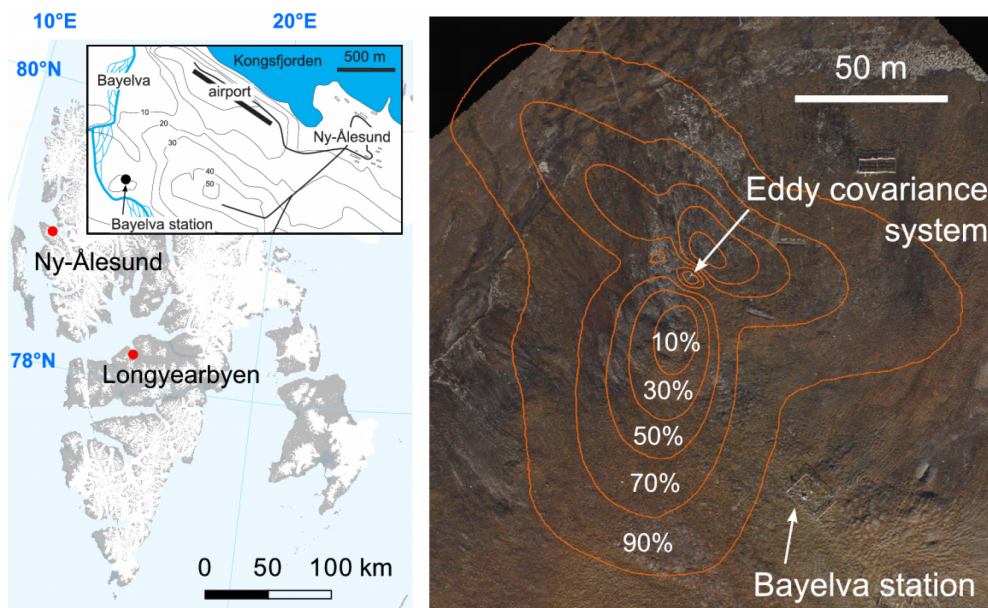 10°E
20°E
80°N
78°N
Kongsfjorden
500 m
Bayelva
airport
Ny-Ålesund
10
20
30
40
50
Bayelva station
Ny-Ålesund
Longyearbyen
0 50 100 km
50 m
Eddy covariance
system
10%
30%
50%
70%
90%
Bayelva station